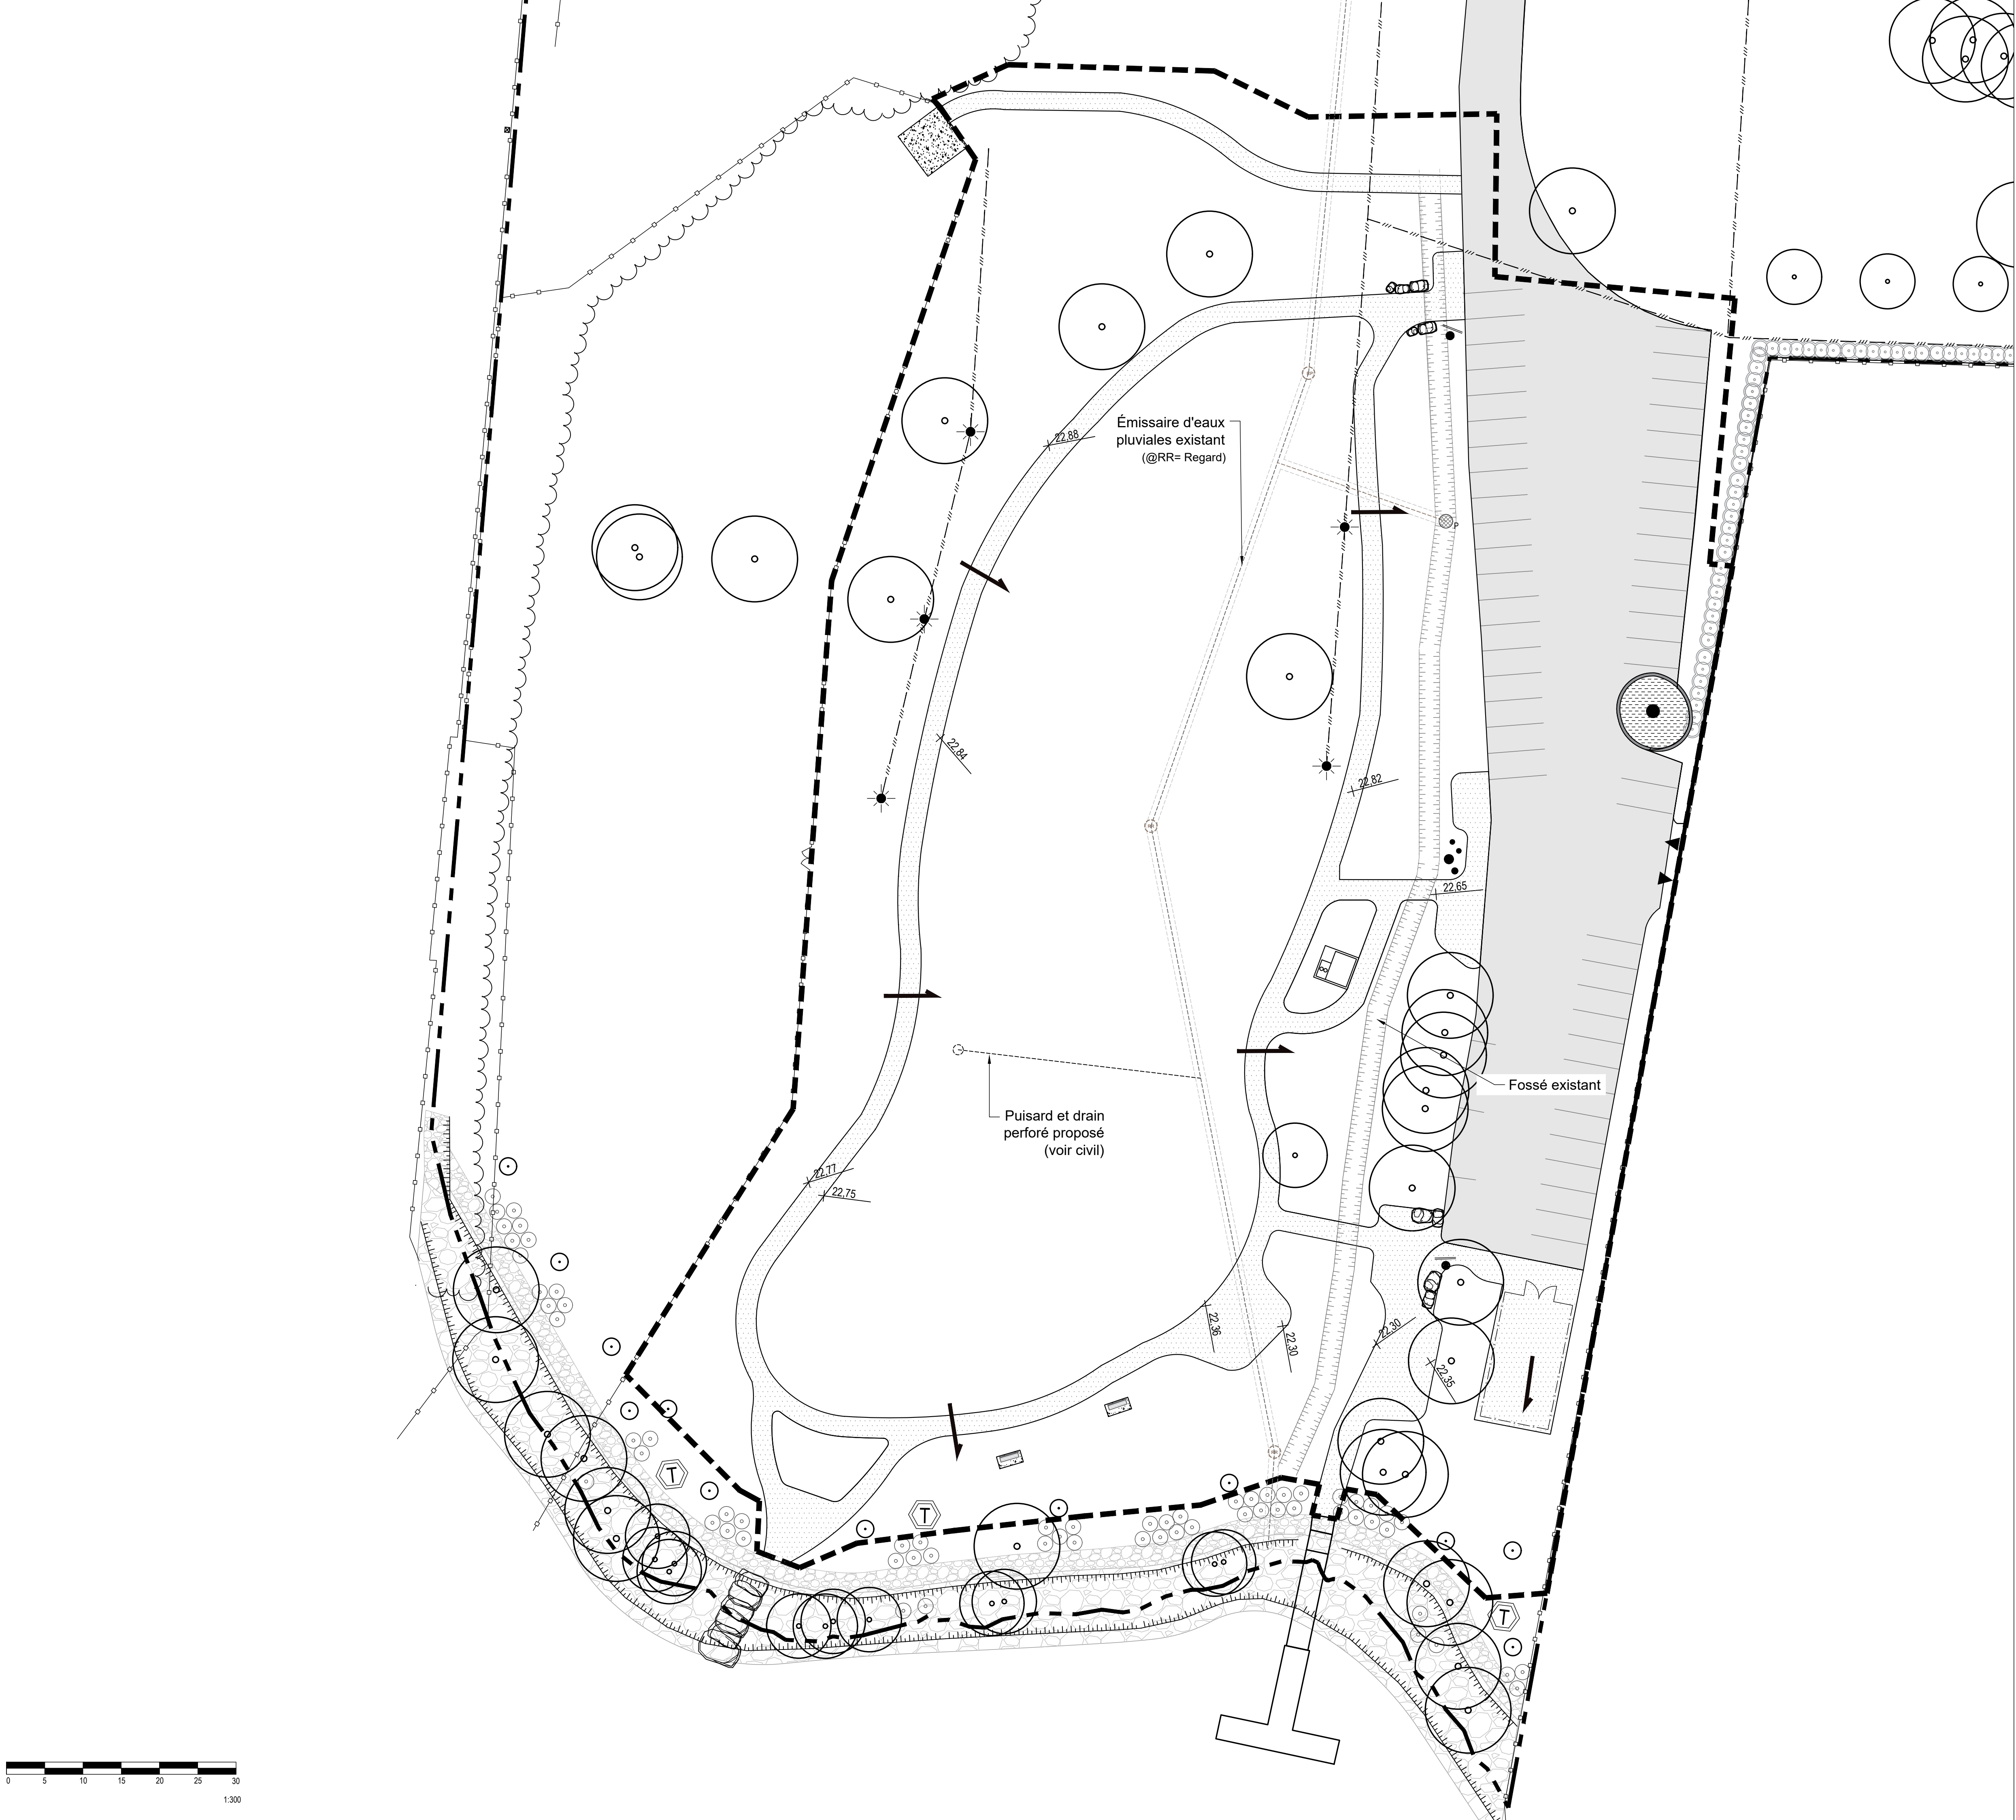 22,88
Émissaire d'eaux
pluviales existant
(@RR= Regard)
P
22,84
22,82
22,65
Fossé existant
Puisard et drain
perforé proposé
(voir civil)
22,77
22,75
22,36
22,30
22,30
22,35
T
T
T
0 5 10 15 20 25 30
1:300